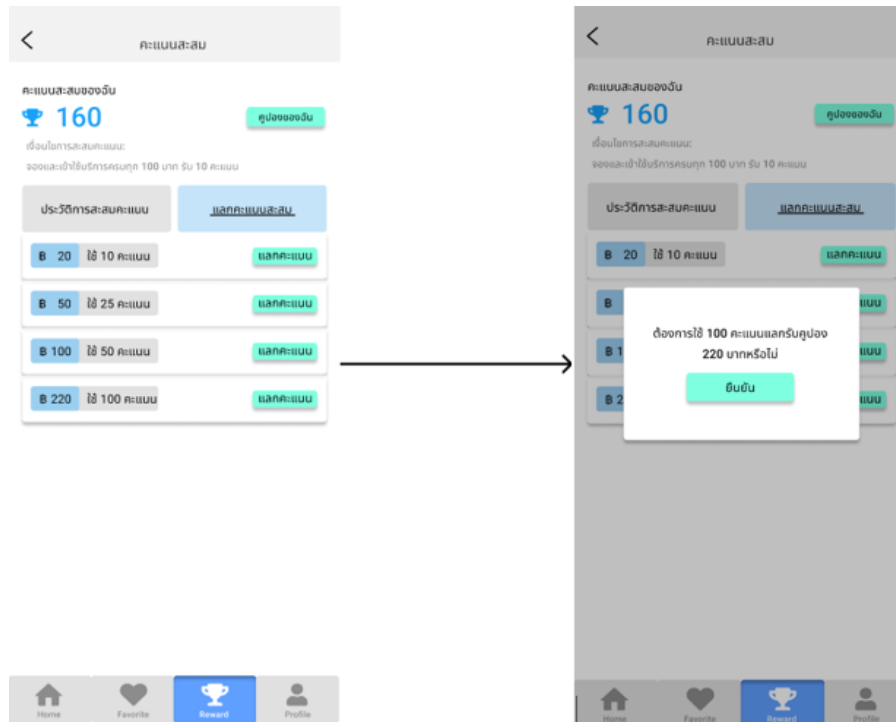 คะแนนสะสม
คะแนนสะสมของฉัน
160
คูปองของฉัน
เงื่อนไขการสะสมคะแนน:
จองและเข้าใช้บริการครบทุก 100 บาท รับ 10 คะแนน
ประวัติการสะสมคะแนน
แลกคะแนนสะสม
฿ 20 ใช้ 10 คะแนน แลกคะแนน
฿ 50 ใช้ 25 คะแนน แลกคะแนน
฿ 100 ใช้ 50 คะแนน แลกคะแนน
฿ 220 ใช้ 100 คะแนน แลกคะแนน
Home Favorite Reward Profile
คะแนนสะสม
คะแนนสะสมของฉัน
160
คูปองของฉัน
เงื่อนไขการสะสมคะแนน:
จองและเข้าใช้บริการครบทุก 100 บาท รับ 10 คะแนน
ประวัติการสะสมคะแนน
แลกคะแนนสะสม
฿ 20 ใช้ 10 คะแนน แลกคะแนน
฿
ต้องการใช้ 100 คะแนนแลกรับคูปอง
220 บาทหรือไม่
ยืนยัน
฿ 1
฿ 2
Home Favorite Reward Profile